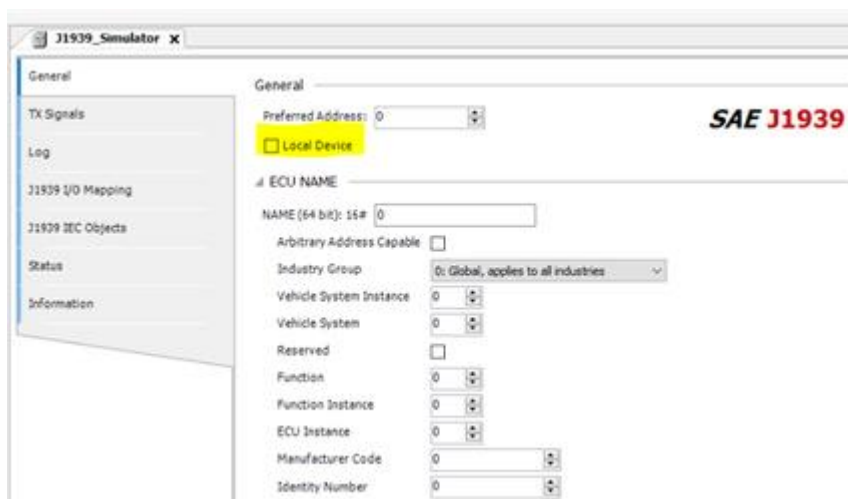 J1939_Simulator x
General
TX Signals
Log
J1939 I/O Mapping
J1939 IEC Objects
Status
Information
General
Preferred Address: 0
SAE J1939
Local Device
ECU NAME
NAME (64 bit): 16# 0
Arbitrary Address Capable
Industry Group 0: Global, applies to all industries
Vehicle System Instance 0
Vehicle System 0
Reserved
Function 0
Function Instance 0
ECU Instance 0
Manufacturer Code 0
Identity Number 0